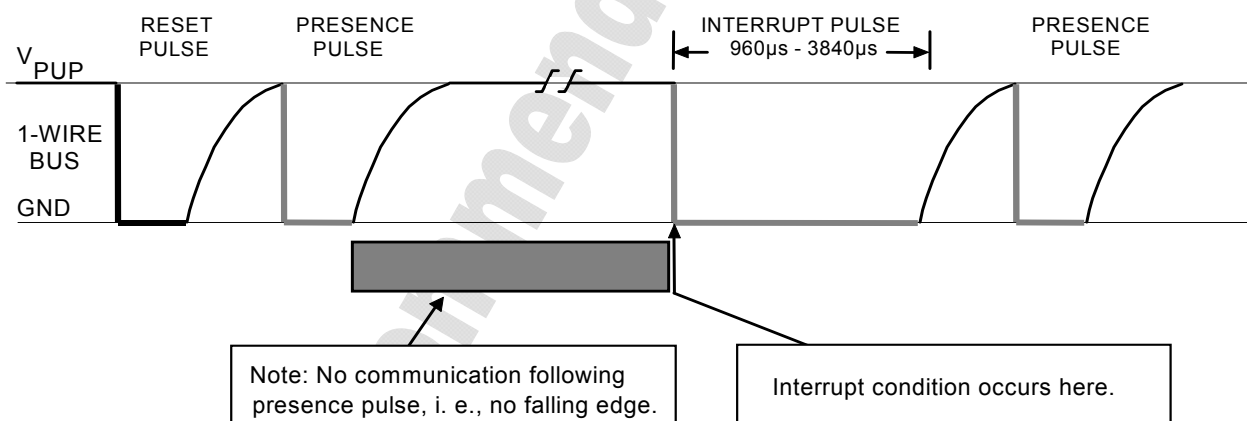 RESET PULSE
PRESENCE PULSE
INTERRUPT PULSE
960µs - 3840µs
PRESENCE PULSE
VPUP
1-WIRE BUS
GND
Note: No communication following
presence pulse, i. e., no falling edge.
Interrupt condition occurs here.